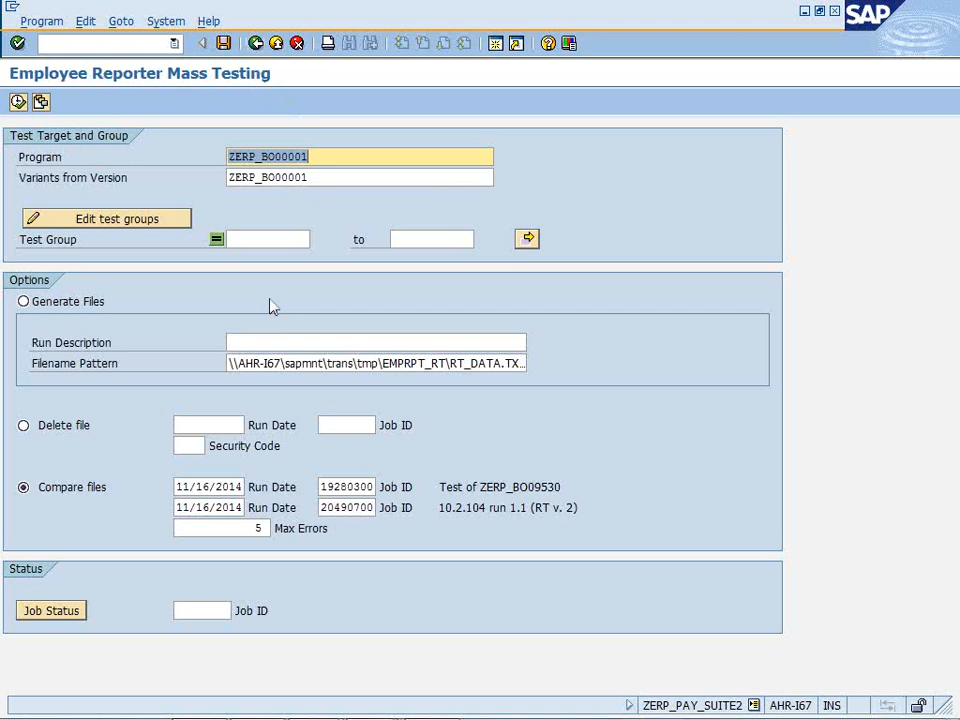 Program Edit Goto System Help
SAP
Employee Reporter Mass Testing
Test Target and Group
Program ZERP_BO00001
Variants from Version ZERP_BO00001
Edit test groups
Test Group to
Options
Generate Files
Run Description
Filename Pattern \\AHR-I67\sapmnt\trans\tmp\EMPRPT_RT\RT_DATA.TX...
Delete file Run Date Job ID
Security Code
Compare files 11/16/2014 Run Date 19280300 Job ID Test of ZERP_BO09530
11/16/2014 Run Date 20490700 Job ID 10.2.104 run 1.1 (RT v. 2)
5 Max Errors
Status
Job Status Job ID
ZERP_PAY_SUITE2 AHR-I67 INS